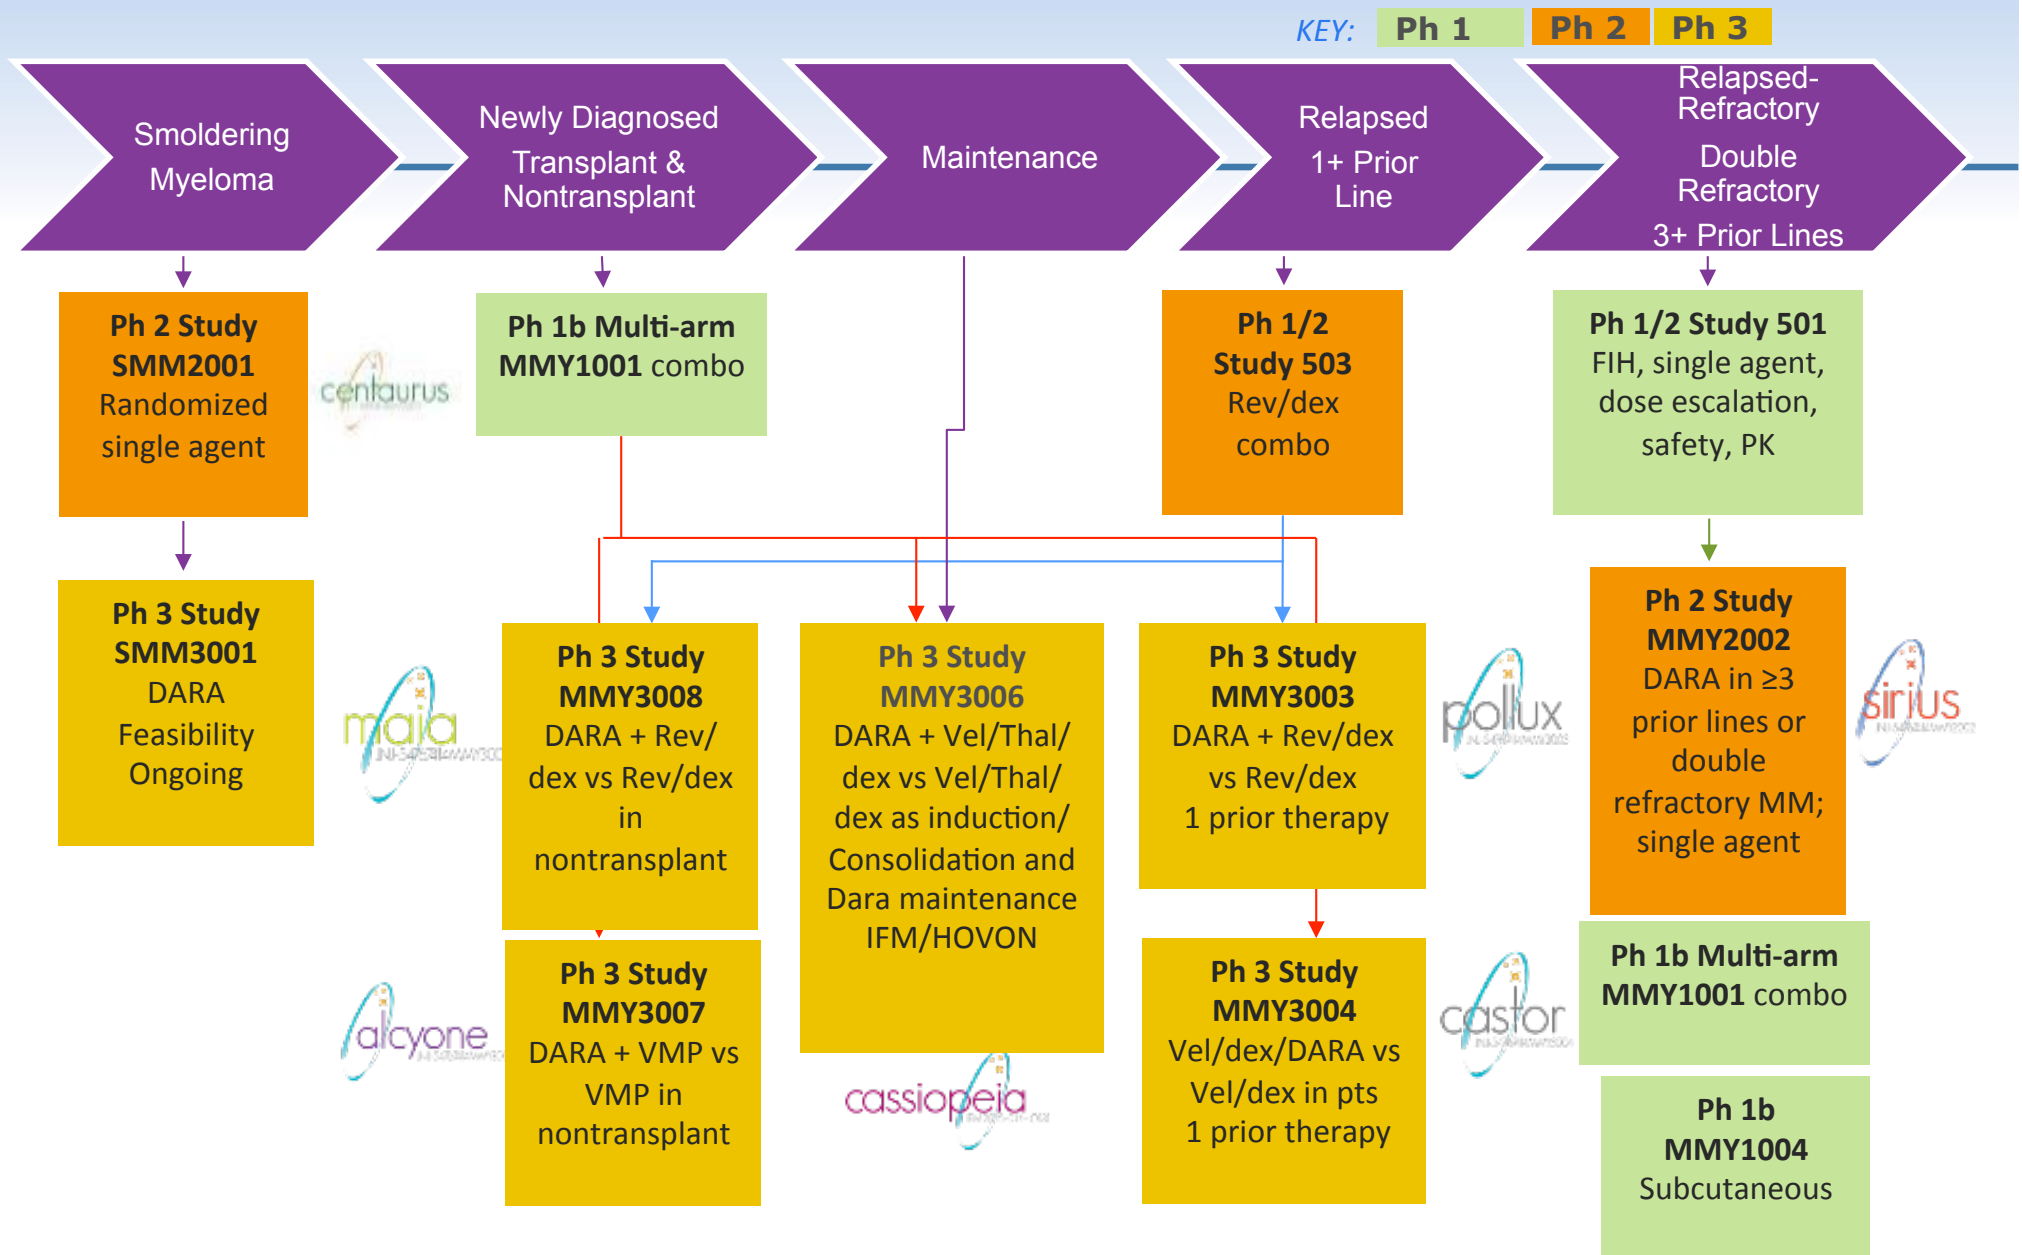 KEY:
Ph 1
Ph 2
Ph 3
Smoldering
Myeloma
Newly Diagnosed
Transplant &
Nontransplant
Maintenance
Relapsed
1+ Prior
Line
Relapsed-
Refractory
Double
Refractory
3+ Prior Lines
Ph 2 Study
SMM2001
Randomized
single agent
centaurus
Ph 1b Multi-arm
MMY1001 combo
Ph 1/2
Study 503
Rev/dex
combo
Ph 1/2 Study 501
FIH, single agent,
dose escalation,
safety, PK
Ph 3 Study
SMM3001
DARA
Feasibility
Ongoing
maia
Ph 3 Study
MMY3008
DARA + Rev/
dex vs Rev/dex
in
nontransplant
Ph 3 Study
MMY3006
DARA + Vel/Thal/
dex vs Vel/Thal/
dex as induction/
Consolidation and
Dara maintenance
IFM/HOVON
Ph 3 Study
MMY3003
DARA + Rev/dex
vs Rev/dex
1 prior therapy
pollux
Ph 2 Study
MMY2002
DARA in ≥3
prior lines or
double
refractory MM;
single agent
sirius
alcyone
Ph 3 Study
MMY3007
DARA + VMP vs
VMP in
nontransplant
cassiopeia
Ph 3 Study
MMY3004
Vel/dex/DARA vs
Vel/dex in pts
1 prior therapy
castor
Ph 1b Multi-arm
MMY1001 combo
Ph 1b
MMY1004
Subcutaneous